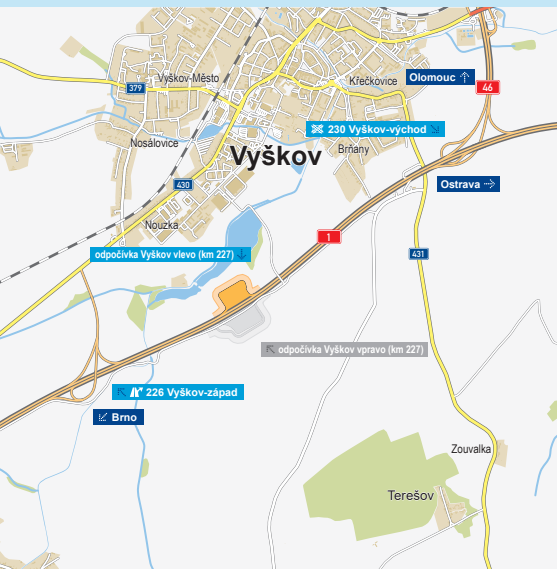 Vyškov-Město
Křečkovice
Olomouc
379
46
230 Vyškov-východ
Nosálovice
Brňany
Vyškov
430
Ostrava
Nouzka
1
odpočívka Vyškov vlevo (km 227)
431
odpočívka Vyškov vpravo (km 227)
226 Vyškov-západ
Brno
Zouvalka
Terešov